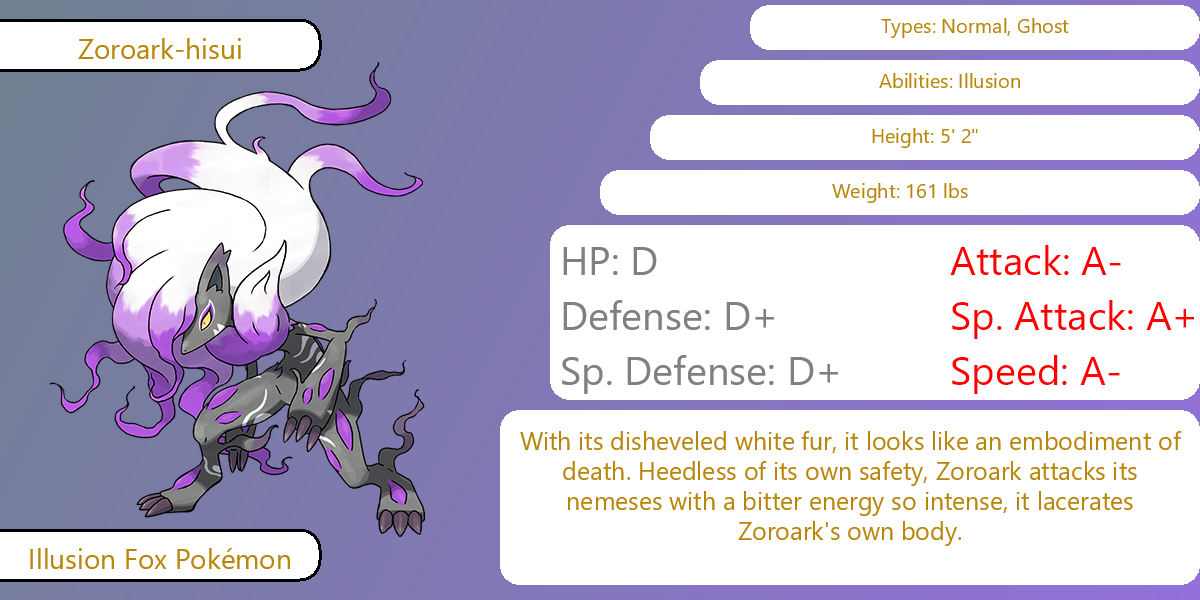 Zoroark-hisui
Types: Normal, Ghost
Abilities: Illusion
Height: 5' 2"
Weight: 161 lbs
HP: D
Attack: A-
Defense: D+
Sp. Attack: A+
Sp. Defense: D+
Speed: A-
With its disheveled white fur, it looks like an embodiment of
death. Heedless of its own safety, Zoroark attacks its
nemeses with a bitter energy so intense, it lacerates
Zoroark's own body.
Illusion Fox Pokémon